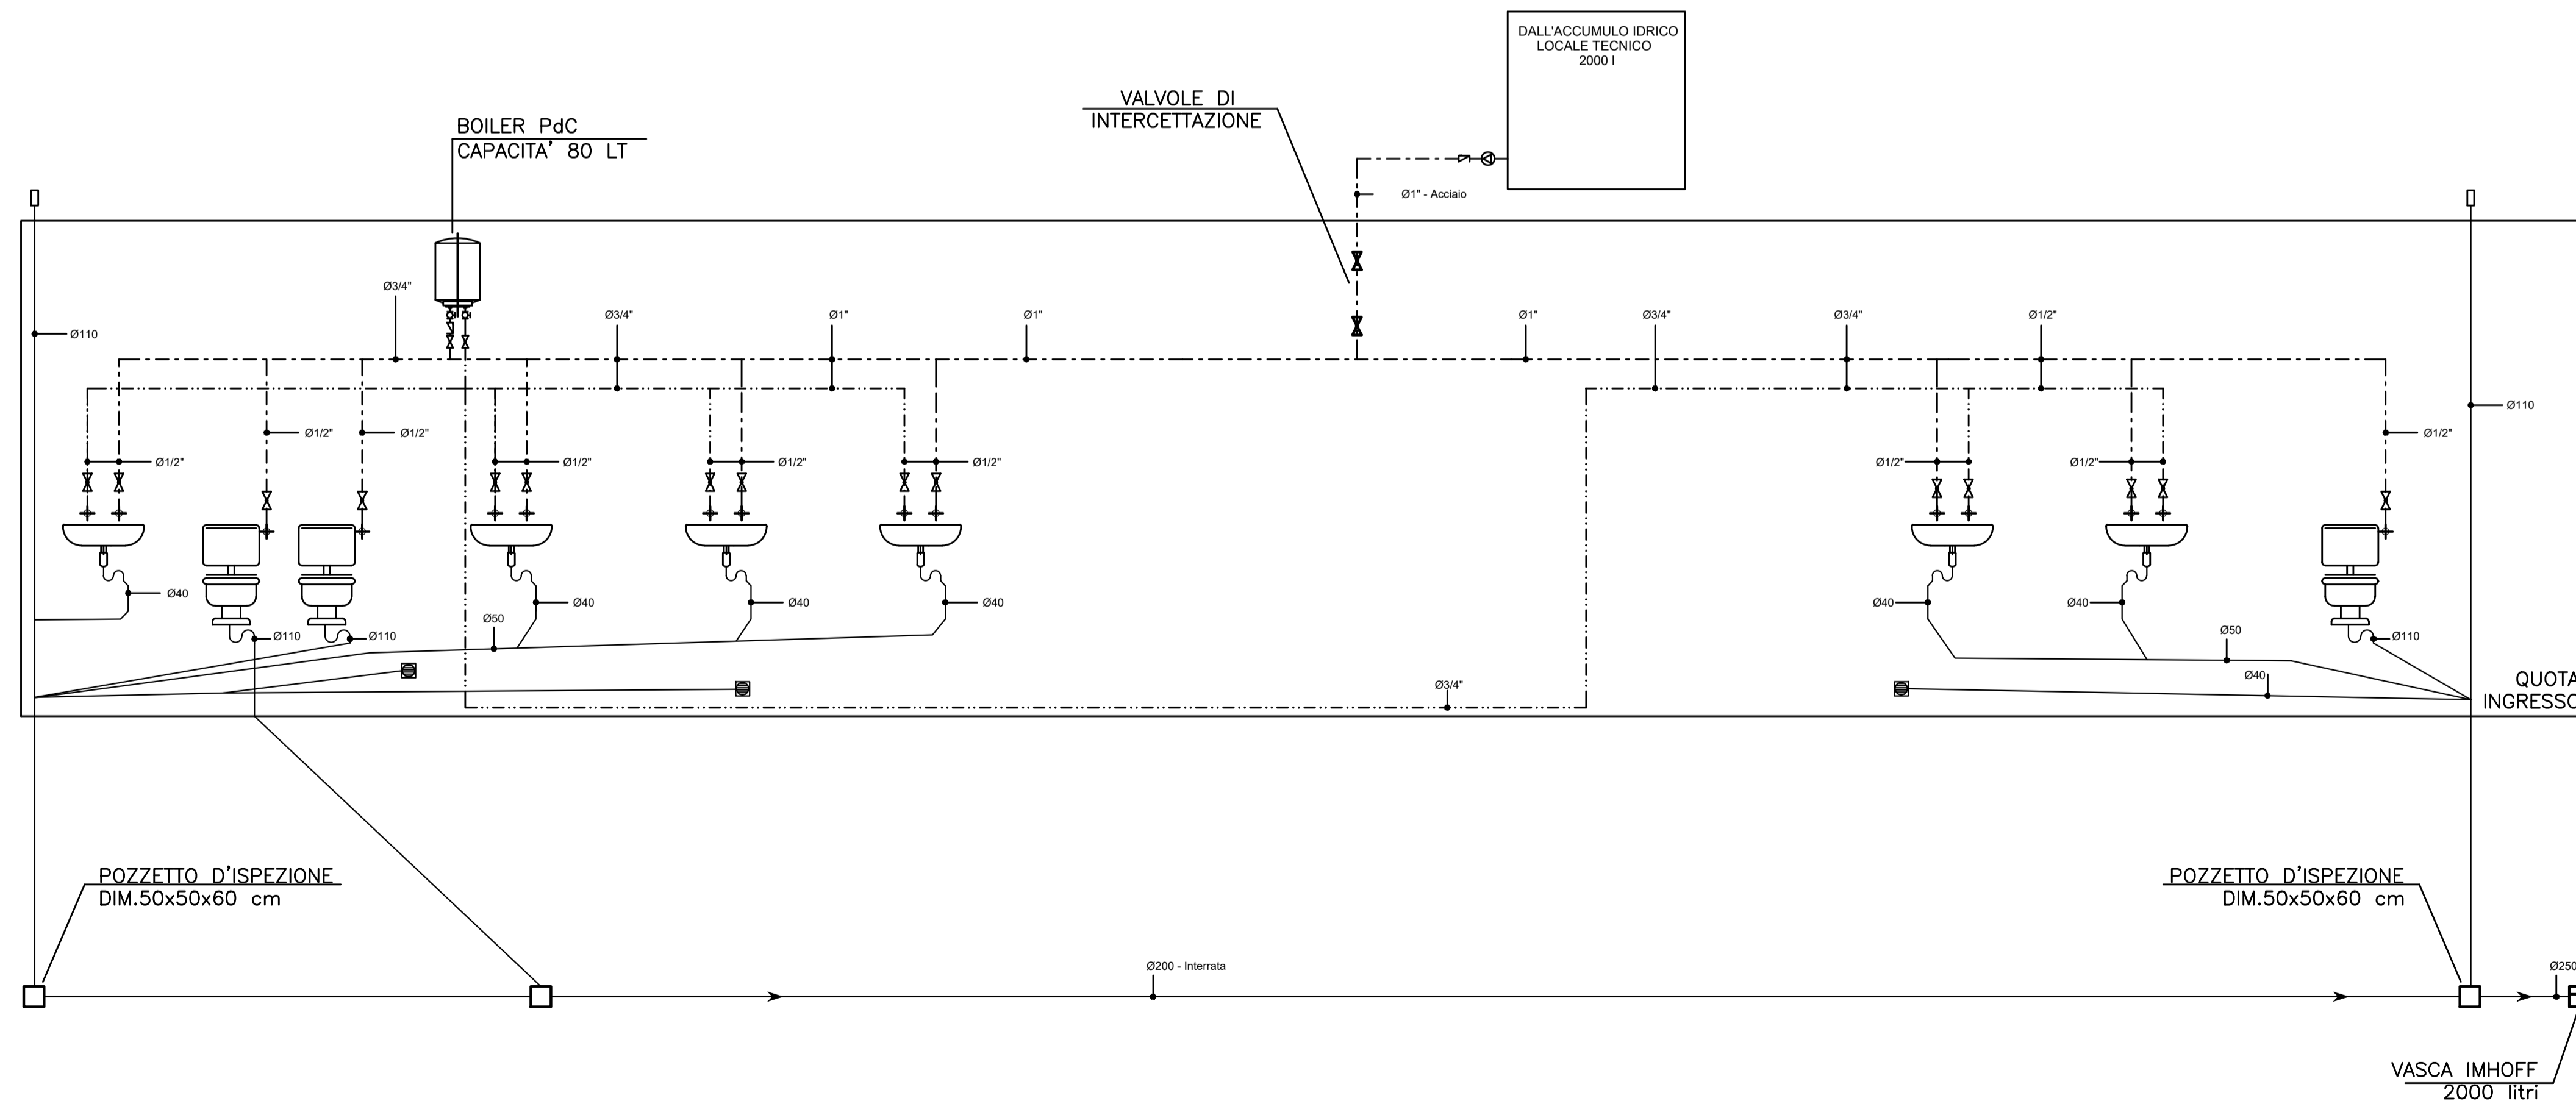 DALL'ACCUMULO IDRICO
LOCALE TECNICO
2000 l
VALVOLE DI
INTERCETTAZIONE
BOILER PdC
CAPACITA' 80 LT
Ø1" - Acciaio
Ø3/4"
Ø3/4"
Ø1"
Ø1"
Ø1"
Ø3/4"
Ø3/4"
Ø1/2"
Ø110
Ø110
Ø1/2"
Ø1/2"
Ø1/2"
Ø1/2"
Ø1/2"
Ø1/2"
Ø1/2"
Ø1/2"
Ø1/2"
Ø40
Ø40
Ø40
Ø40
Ø40
Ø40
Ø50
Ø50
Ø110
Ø110
Ø110
Ø40
Ø3/4"
QUOTA
INGRESSO
POZZETTO D'ISPEZIONE
DIM.50x50x60 cm
POZZETTO D'ISPEZIONE
DIM.50x50x60 cm
Ø200 - Interrata
Ø250
VASCA IMHOFF
2000 litri